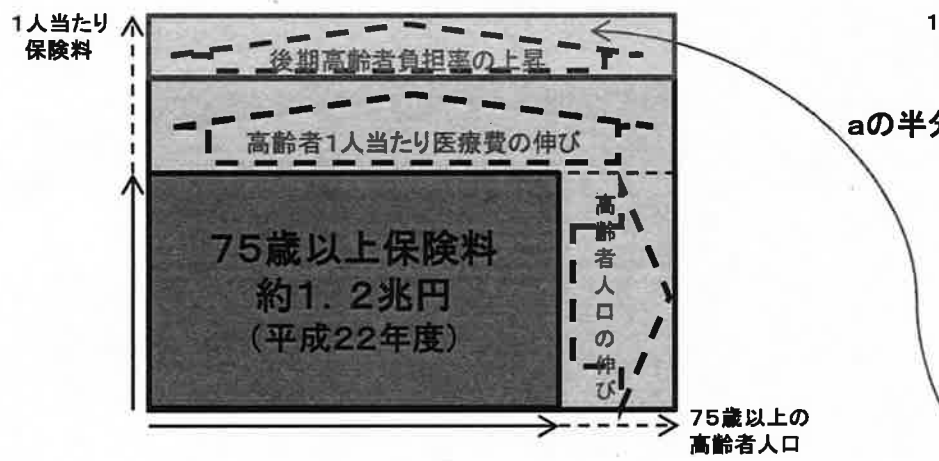 1人当たり
保険料
後期高齢者負担率の上昇
高齢者1人当たり医療費の伸び
75歳以上保険料
約1.2兆円
(平成22年度)
高齢者人口の伸び
75歳以上の
高齢者人口
1
aの半分